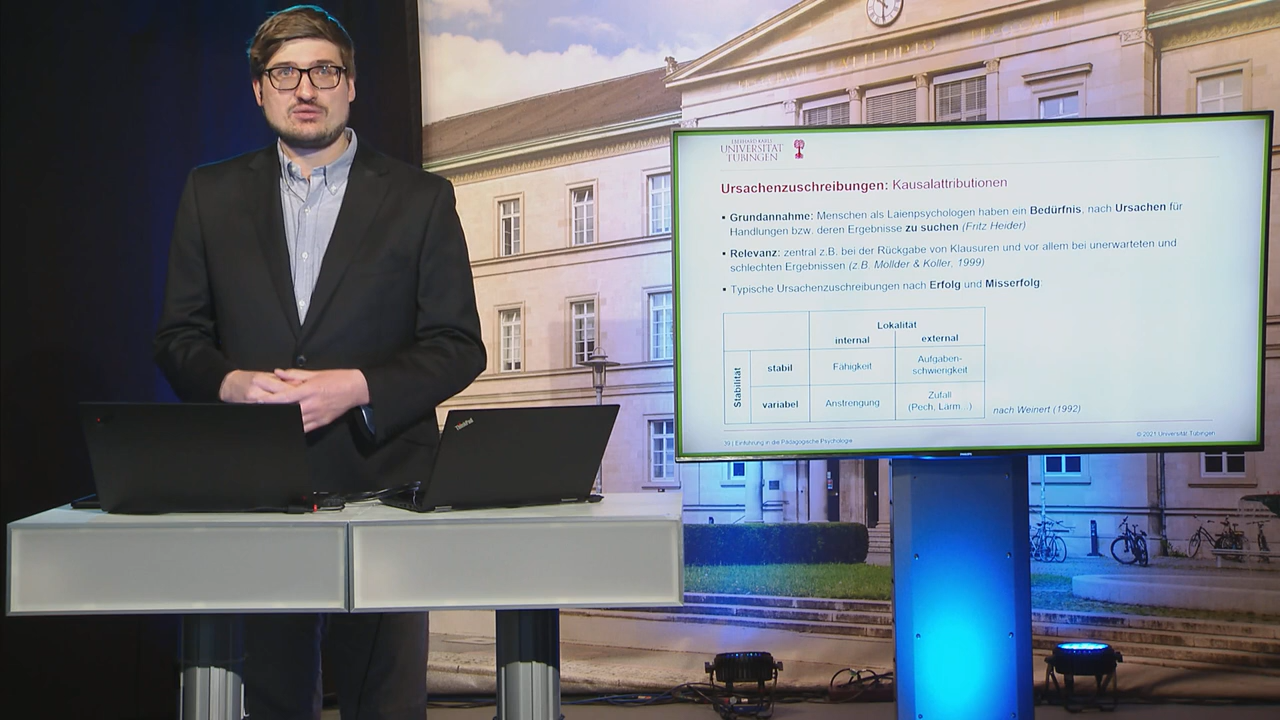 EBERHARD KARLS
UNIVERSITÄT
TÜBINGEN
Ursachenzuschreibungen: Kausalattributionen
▪ Grundannahme: Menschen als Laienpsychologen haben ein Bedürfnis, nach Ursachen für
Handlungen bzw. deren Ergebnisse zu suchen (Fritz Heider)
▪ Relevanz: zentral z.B. bei der Rückgabe von Klausuren und vor allem bei unerwarteten und
schlechten Ergebnissen (z.B. Möllder & Köller, 1999)
▪ Typische Ursachenzuschreibungen nach Erfolg und Misserfolg:
Lokalität
internal external
Stabilität
stabil Fähigkeit Aufgaben-
schwierigkeit
variabel Anstrengung Zufall
(Pech, Lärm...)
nach Weinert (1992)
39 | Einführung in die Pädagogische Psychologie
© 2021 Universität Tübingen
PHILIPS
ThinkPad